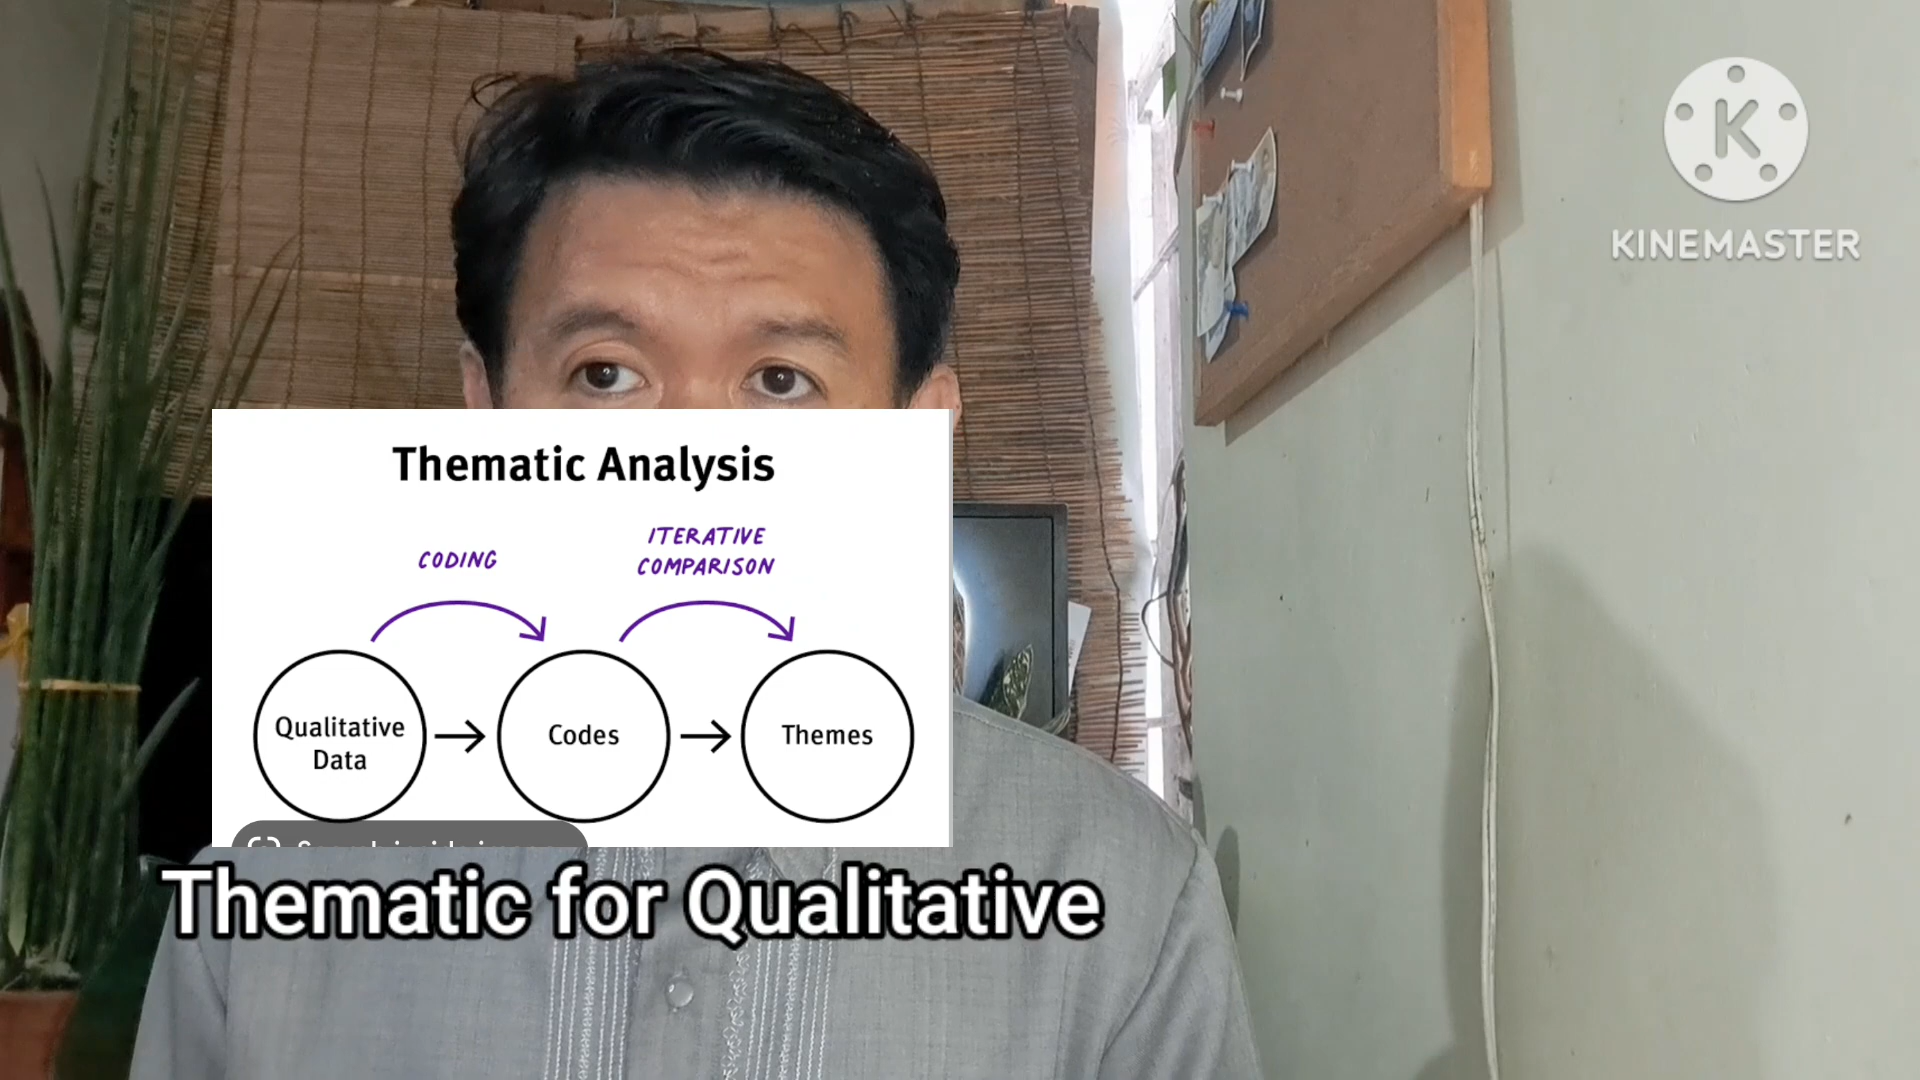 K
KINEMASTER
Thematic Analysis
CODING
ITERATIVE
COMPARISON
Qualitative
Data
Codes
Themes
Thematic for Qualitative